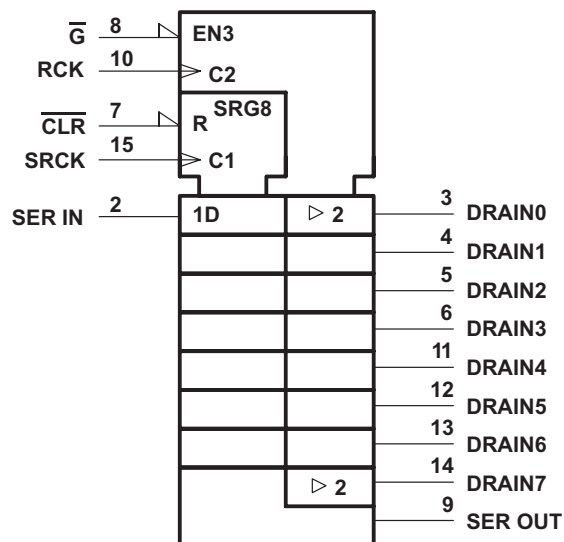 G̅ 8 EN3
RCK 10 C2
SRG8
C̅L̅R̅ 7 R
SRCK 15 C1
SER IN 2 1D ▷ 2 3 DRAIN0
4 DRAIN1
5 DRAIN2
6 DRAIN3
11 DRAIN4
12 DRAIN5
13 DRAIN6
▷ 2 14 DRAIN7
9 SER OUT